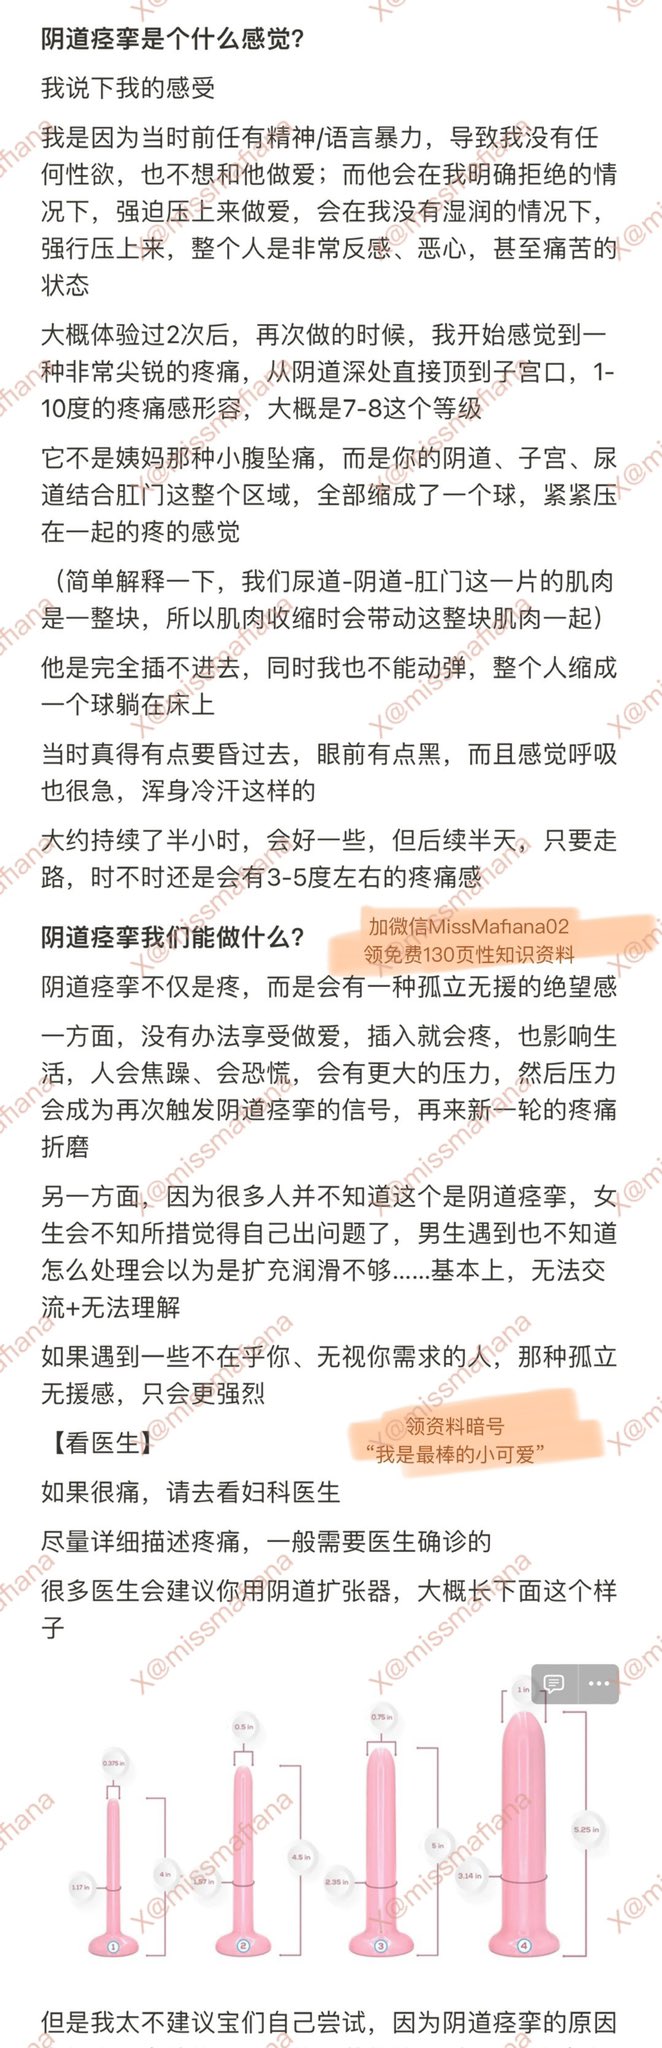 阴道痉挛是个什么感觉？
我说下我的感受
我是因为当时前任有精神/语言暴力，导致我没有任
何性欲，也不想和他做爱；而他会在我明确拒绝的情
况下，强迫压上来做爱，会在我没有湿润的情况下，
强行压上来，整个人是非常反感、恶心，甚至痛苦的
状态
大概体验过2次后，再次做的时候，我开始感觉到一
种非常尖锐的疼痛，从阴道深处直接顶到子宫口，1-
10度的疼痛感形容，大概是7-8这个等级
它不是姨妈那种小腹坠痛，而是你的阴道、子宫、尿
道结合肛门这整个区域，全部缩成了一个球，紧紧压
在一起的疼的感觉
（简单解释一下，我们尿道-阴道-肛门这一片的肌肉
是一整块，所以肌肉收缩时会带动这整块肌肉一起）
他是完全插不进去，同时我也不能动弹，整个人缩成
一个球躺在床上
当时真得有点要昏过去，眼前有点黑，而且感觉呼吸
也很急，浑身冷汗这样的
大约持续了半小时，会好一些，但后续半天，只要走
路，时不时还是会有3-5度左右的疼痛感
阴道痉挛我们能做什么？
加微信MissMafiana02
领免费130页性知识资料
阴道痉挛不仅是疼，而是会有一种孤立无援的绝望感
一方面，没有办法享受做爱，插入就会疼，也影响生
活，人会焦躁、会恐慌，会有更大的压力，然后压力
会成为再次触发阴道痉挛的信号，再来新一轮的疼痛
折磨
另一方面，因为很多人并不知道这个是阴道痉挛，女
生会不知所措觉得自己出问题了，男生遇到也不知道
怎么处理会以为是扩充润滑不够……基本上，无法交
流+无法理解
如果遇到一些不在乎你、无视你需求的人，那种孤立
无援感，只会更强烈
领资料暗号
“我是最棒的小可爱”
【看医生】
如果很痛，请去看妇科医生
尽量详细描述疼痛，一般需要医生确诊的
很多医生会建议你用阴道扩张器，大概长下面这个样
子
1 in
0.75 in
0.5 in
0.375 in
5.25 in
5 in
4.5 in
4 in
1.17 in
1.57 in
2.35 in
3.14 in
1
2
3
4
但是我太不建议宝们自己尝试，因为阴道痉挛的原因
X@missmafiana